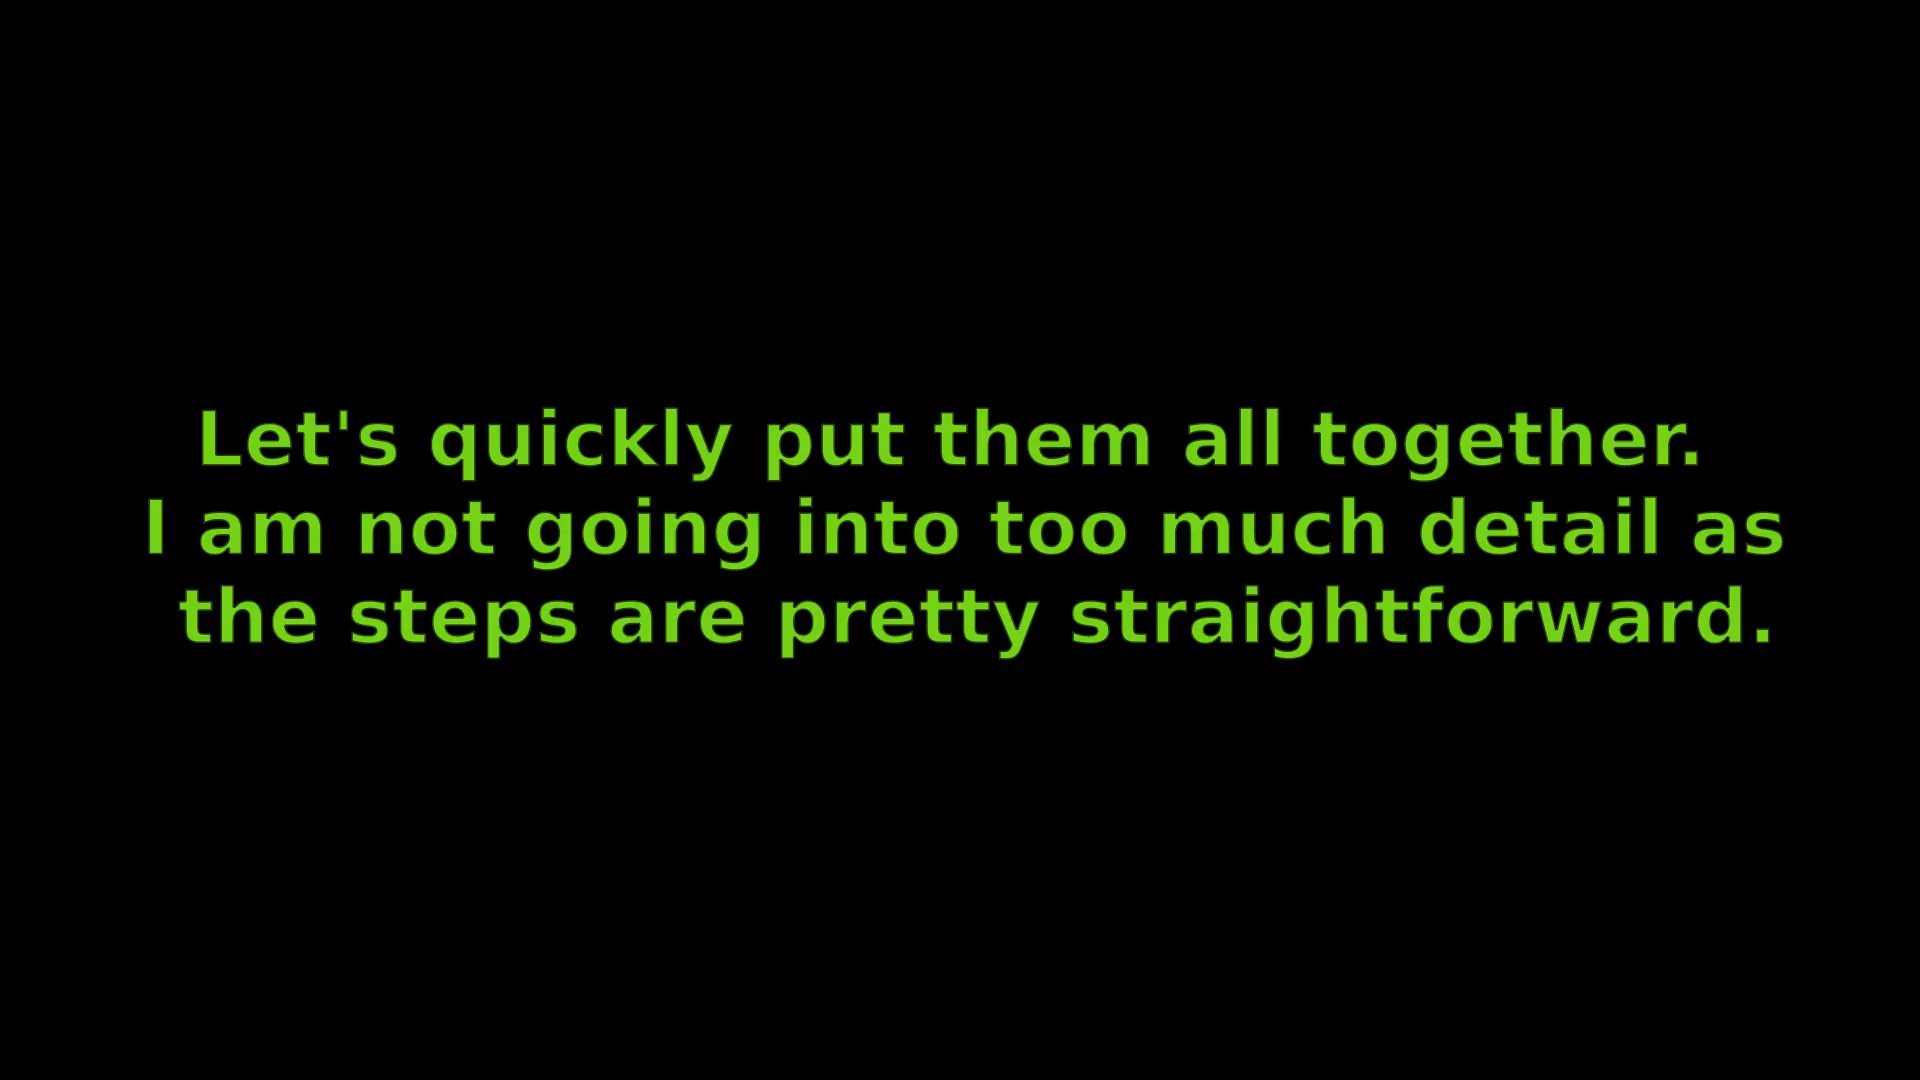 Let's quickly put them all together.
I am not going into too much detail as
the steps are pretty straightforward.